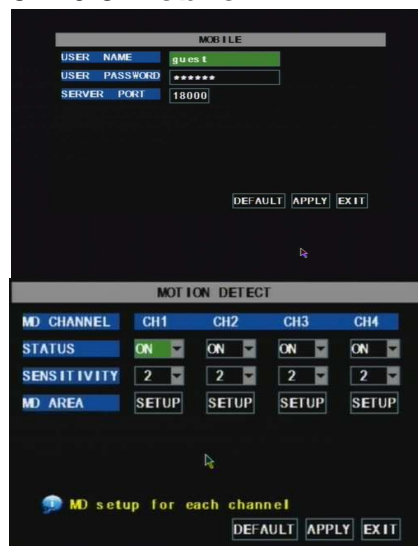 MOBILE
USER NAME guest
USER PASSWORD ******
SERVER PORT 18000
DEFAULT APPLY EXIT
MOTION DETECT
MD CHANNEL CH1 CH2 CH3 CH4
STATUS ON ON ON ON
SENSITIVITY 2 2 2 2
MD AREA SETUP SETUP SETUP SETUP
MD setup for each channel
DEFAULT APPLY EXIT